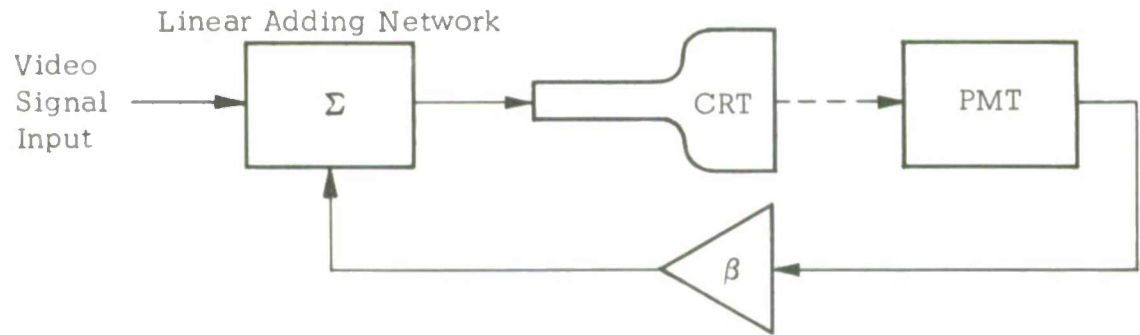 Linear Adding Network
Video
Signal
Input
Σ
CRT
PMT
β